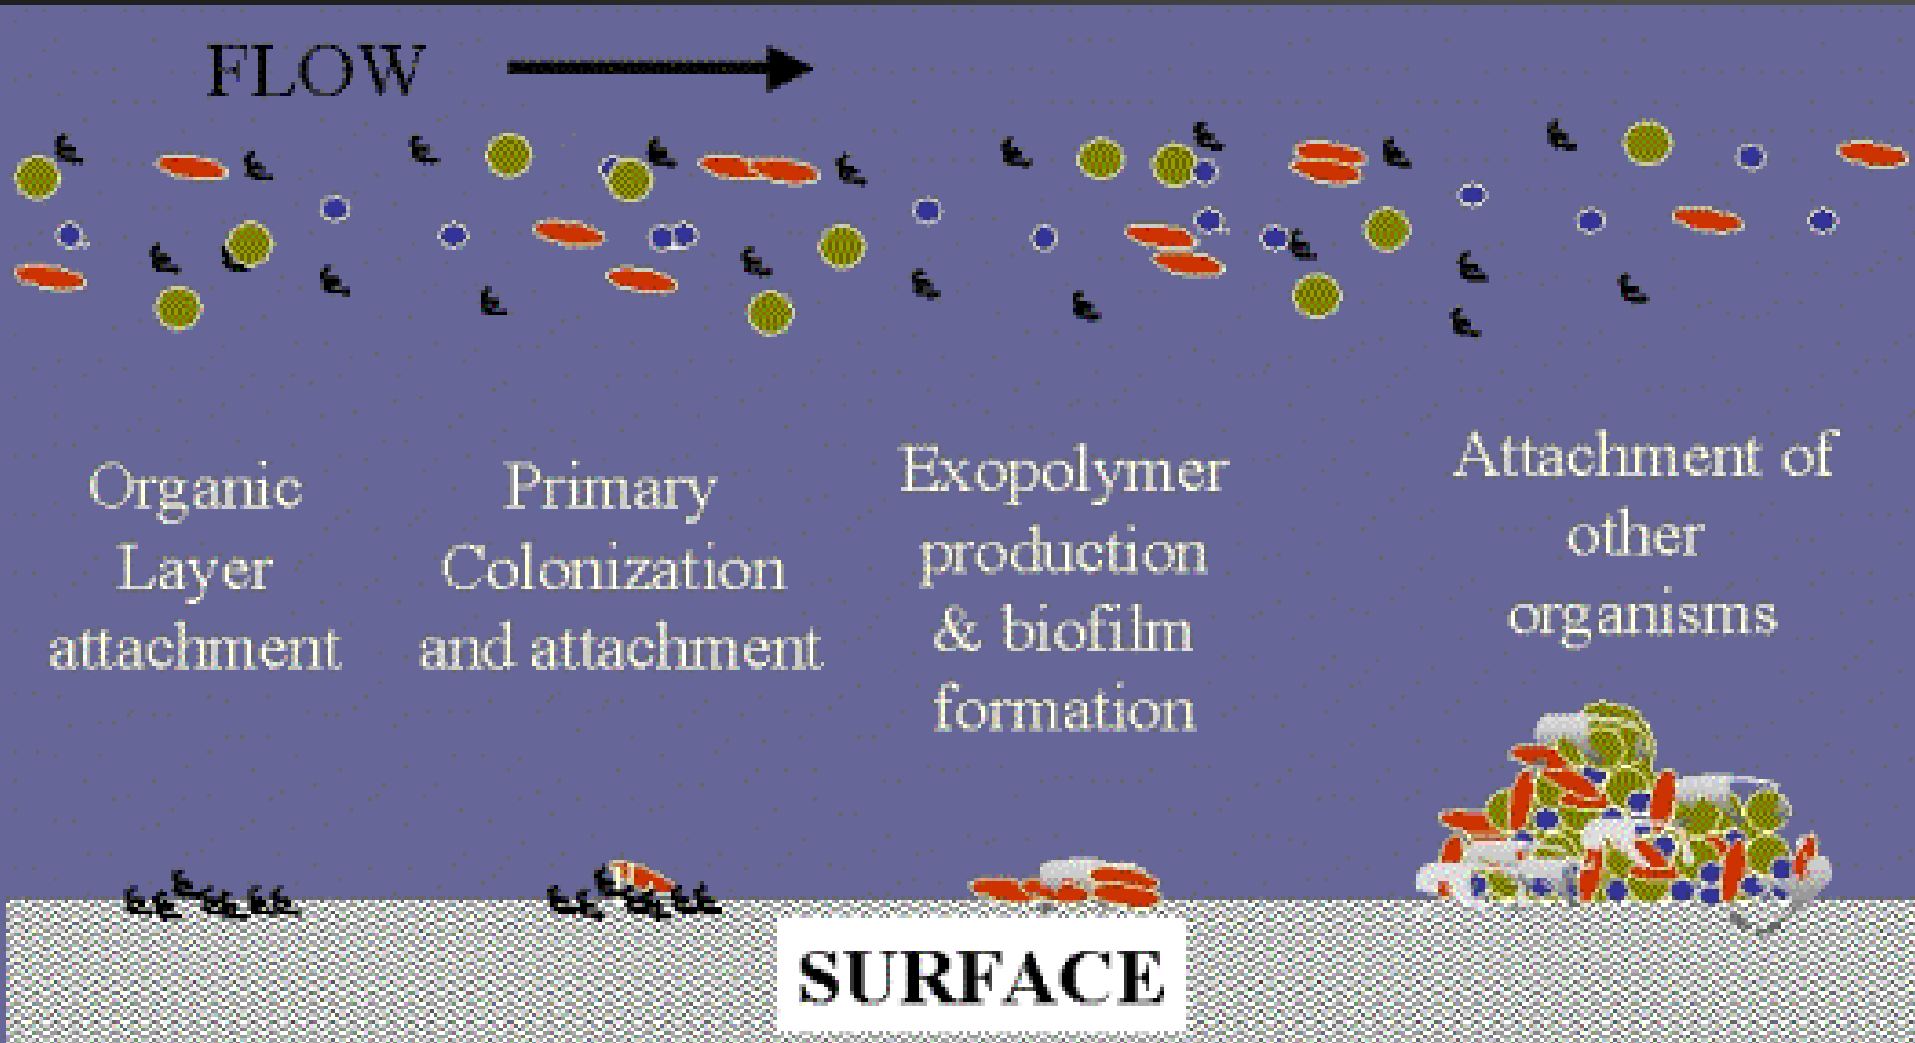 FLOW
Organic
Layer
attachment
Primary
Colonization
and attachment
Exopolymer
production
& biofilm
formation
Attachment of
other
organisms
SURFACE